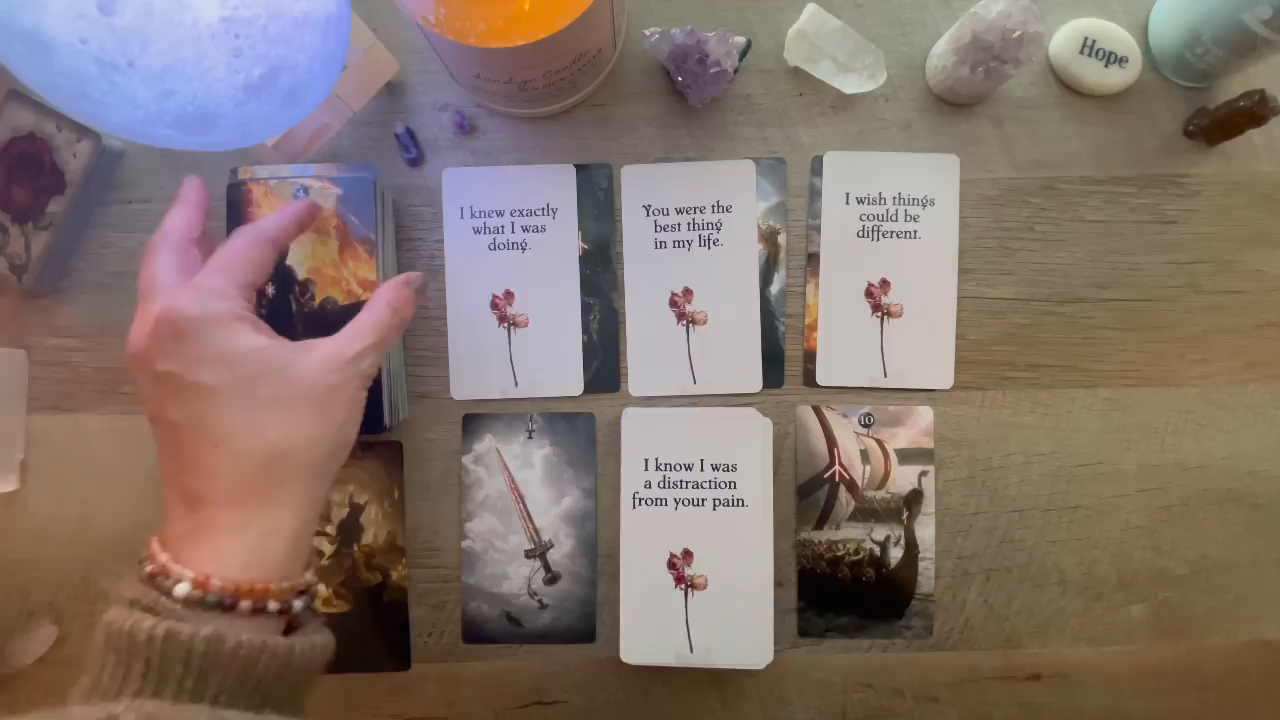 Hope
I knew exactly
what I was
doing.
You were the
best thing
in my life.
I wish things
could be
different.
I know I was
a distraction
from your pain.
10